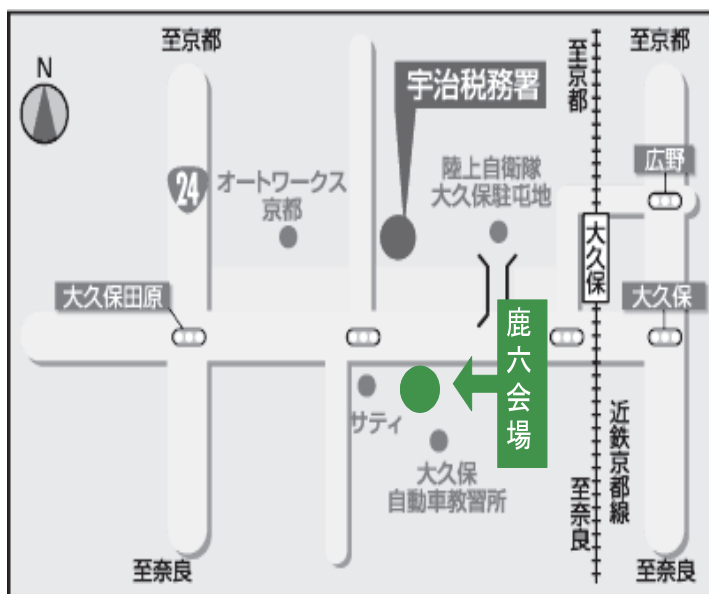 至京都
至京都
至京都
N
宇治税務署
24
オートワークス
京都
陸上自衛隊
大久保駐屯地
広野
大久保
大久保田原
大久保
鹿六会場
サティ
大久保
自動車教習所
近鉄京都線
至奈良
至奈良
至奈良